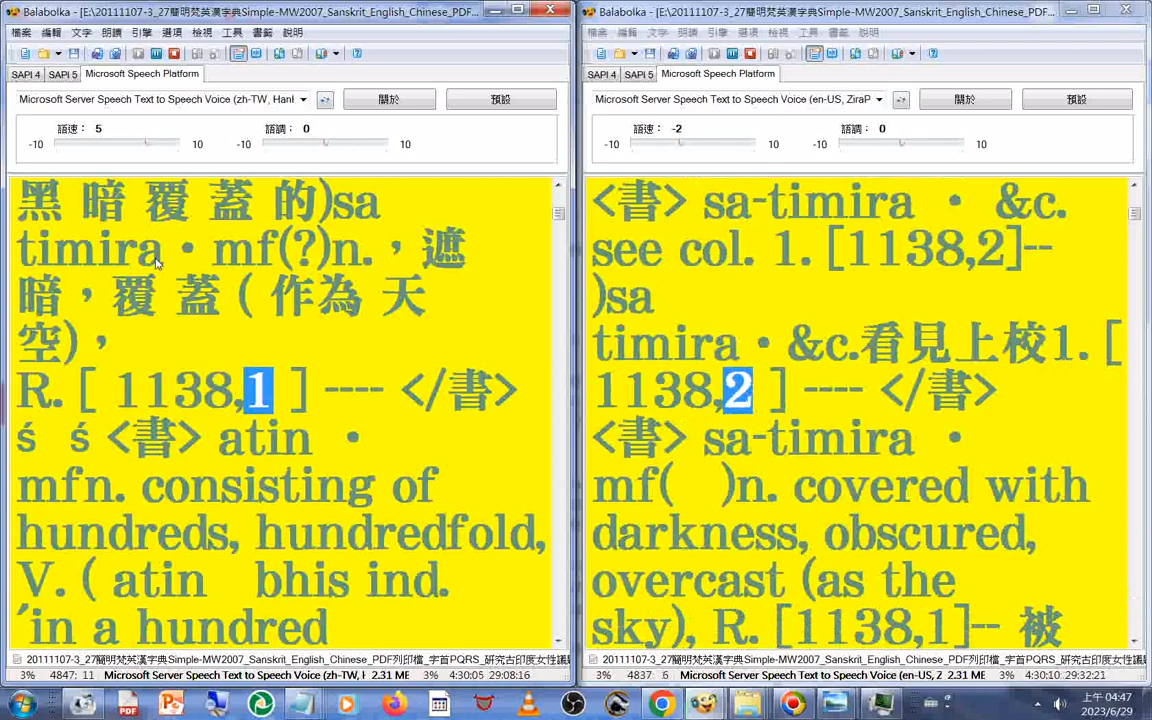 Balabolka - [E:\20111107-3_27簡明梵英漢字典Simple-MW2007_Sanskrit_English_Chinese_PDF...
檔案 編輯 文字 朗讀 引擎 選項 檢視 工具 書籤 說明
SAPI 4 SAPI 5 Microsoft Speech Platform
Microsoft Server Speech Text to Speech Voice (zh-TW, Hanl 關於 預設
語速： 5 語調： 0
-10 10 -10 10
黑 暗 覆 蓋 的)sa
timira・mf(?)n.，遮
暗，覆 蓋 ( 作為 天
空)，
R. [ 1138,1 ] ---- </書>
ś ś <書> atin ・
mfn. consisting of
hundreds, hundredfold,
V. ( atin bhis ind.
'in a hundred
20111107-3_27簡明梵英漢字典Simple-MW2007_Sanskrit_English_Chinese_PDF列印檔_字首PQRS_研究古印度女性議
3% 4847: 11 Microsoft Server Speech Text to Speech Voice (zh-TW, H 2.31 ME 3% 4:30:05 29:08:16
Balabolka - [E:\20111107-3_27簡明梵英漢字典Simple-MW2007_Sanskrit_English_Chinese_PDF...
檔案 編輯 文字 朗讀 引擎 選項 檢視 工具 書籤 說明
SAPI 4 SAPI 5 Microsoft Speech Platform
Microsoft Server Speech Text to Speech Voice (en-US, ZiraP 關於 預設
語速： -2 語調： 0
-10 10 -10 10
<書> sa-timira ・ &c.
see col. 1. [1138,2]--
)sa
timira・&c.看見上校1. [
1138,2 ] ---- </書>
<書> sa-timira ・
mf( )n. covered with
darkness, obscured,
overcast (as the
sky), R. [1138,1]-- 被
20111107-3_27簡明梵英漢字典Simple-MW2007_Sanskrit_English_Chinese_PDF列印檔_字首PQRS_研究古印度女性議
3% 4837: 6 Microsoft Server Speech Text to Speech Voice (en-US, Z 2.31 ME 3% 4:30:10 29:32:21
上午 04:47
2023/6/29